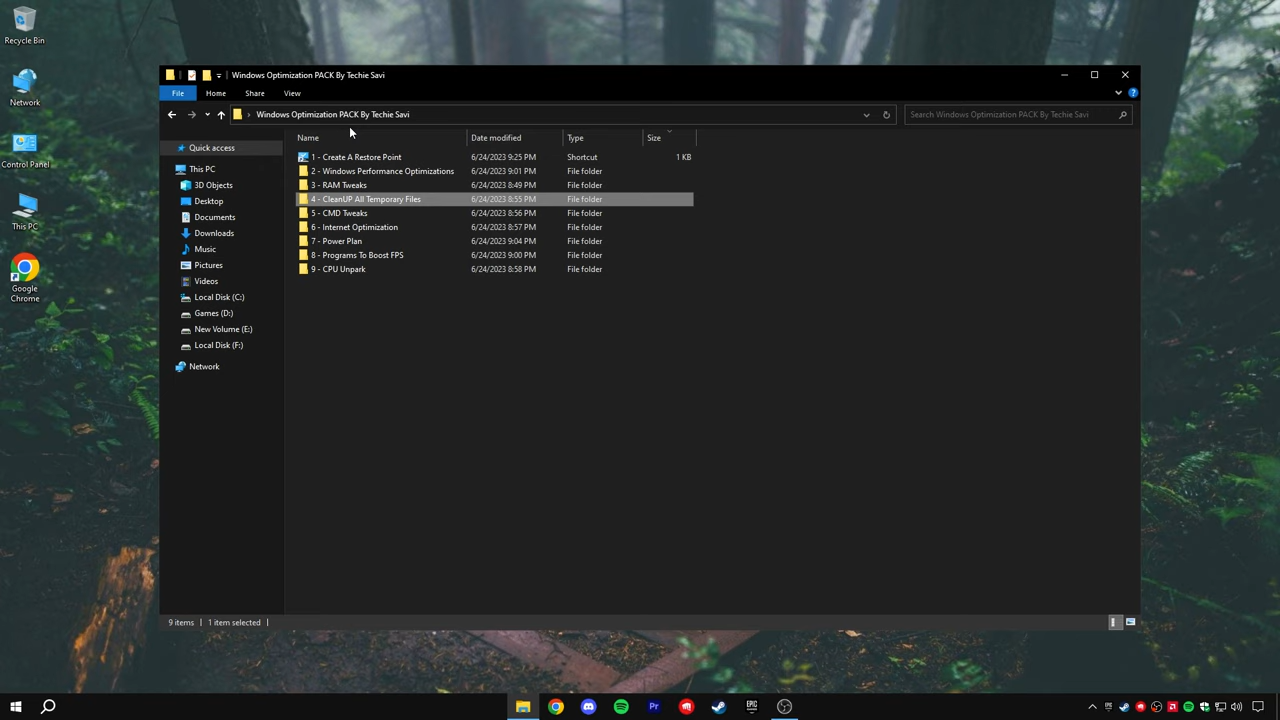 Recycle Bin
Network
Control Panel
This PC
Google
Chrome
Windows Optimization PACK By Techie Savi
File
Home
Share
View
Windows Optimization PACK By Techie Savi
Search Windows Optimization PACK By Techie Savi
Quick access
This PC
3D Objects
Desktop
Documents
Downloads
Music
Pictures
Videos
Local Disk (C:)
Games (D:)
New Volume (E:)
Local Disk (F:)
Network
Name Date modified Type Size
1 - Create A Restore Point 6/24/2023 9:25 PM Shortcut 1 KB
2 - Windows Performance Optimizations 6/24/2023 9:01 PM File folder
3 - RAM Tweaks 6/24/2023 8:49 PM File folder
4 - CleanUP All Temporary Files 6/24/2023 8:55 PM File folder
5 - CMD Tweaks 6/24/2023 8:56 PM File folder
6 - Internet Optimization 6/24/2023 8:57 PM File folder
7 - Power Plan 6/24/2023 9:04 PM File folder
8 - Programs To Boost FPS 6/24/2023 9:00 PM File folder
9 - CPU Unpark 6/24/2023 8:58 PM File folder
9 items
1 item selected
Pr
EPIC